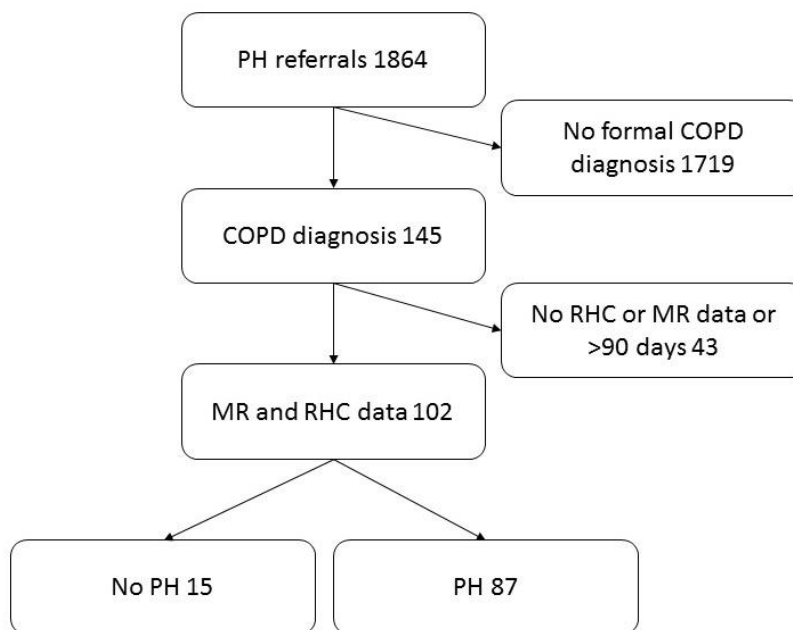 PH referrals 1864
No formal COPD
diagnosis 1719
COPD diagnosis 145
No RHC or MR data or
>90 days 43
MR and RHC data 102
No PH 15
PH 87